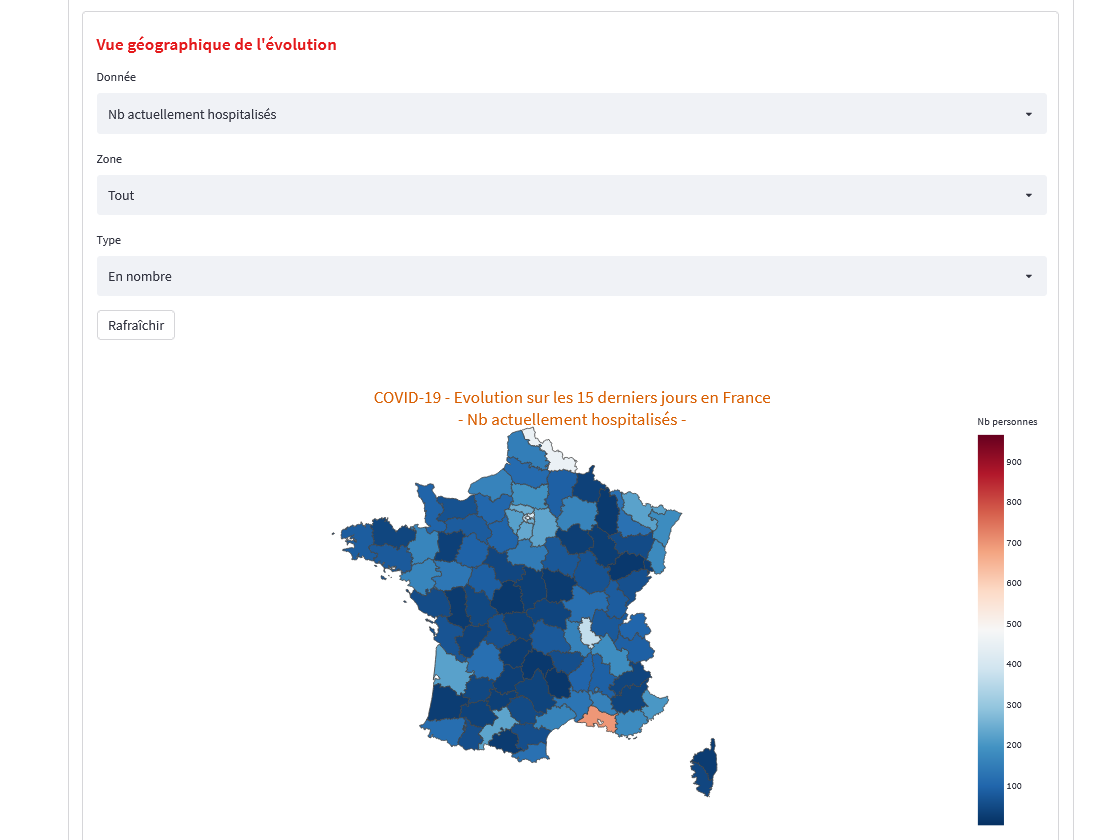 Vue géographique de l'évolution
Donnée
Nb actuellement hospitalisés
Zone
Tout
Type
En nombre
Rafraîchir
COVID-19 - Evolution sur les 15 derniers jours en France
- Nb actuellement hospitalisés -
Nb personnes
900
800
700
600
500
400
300
200
100